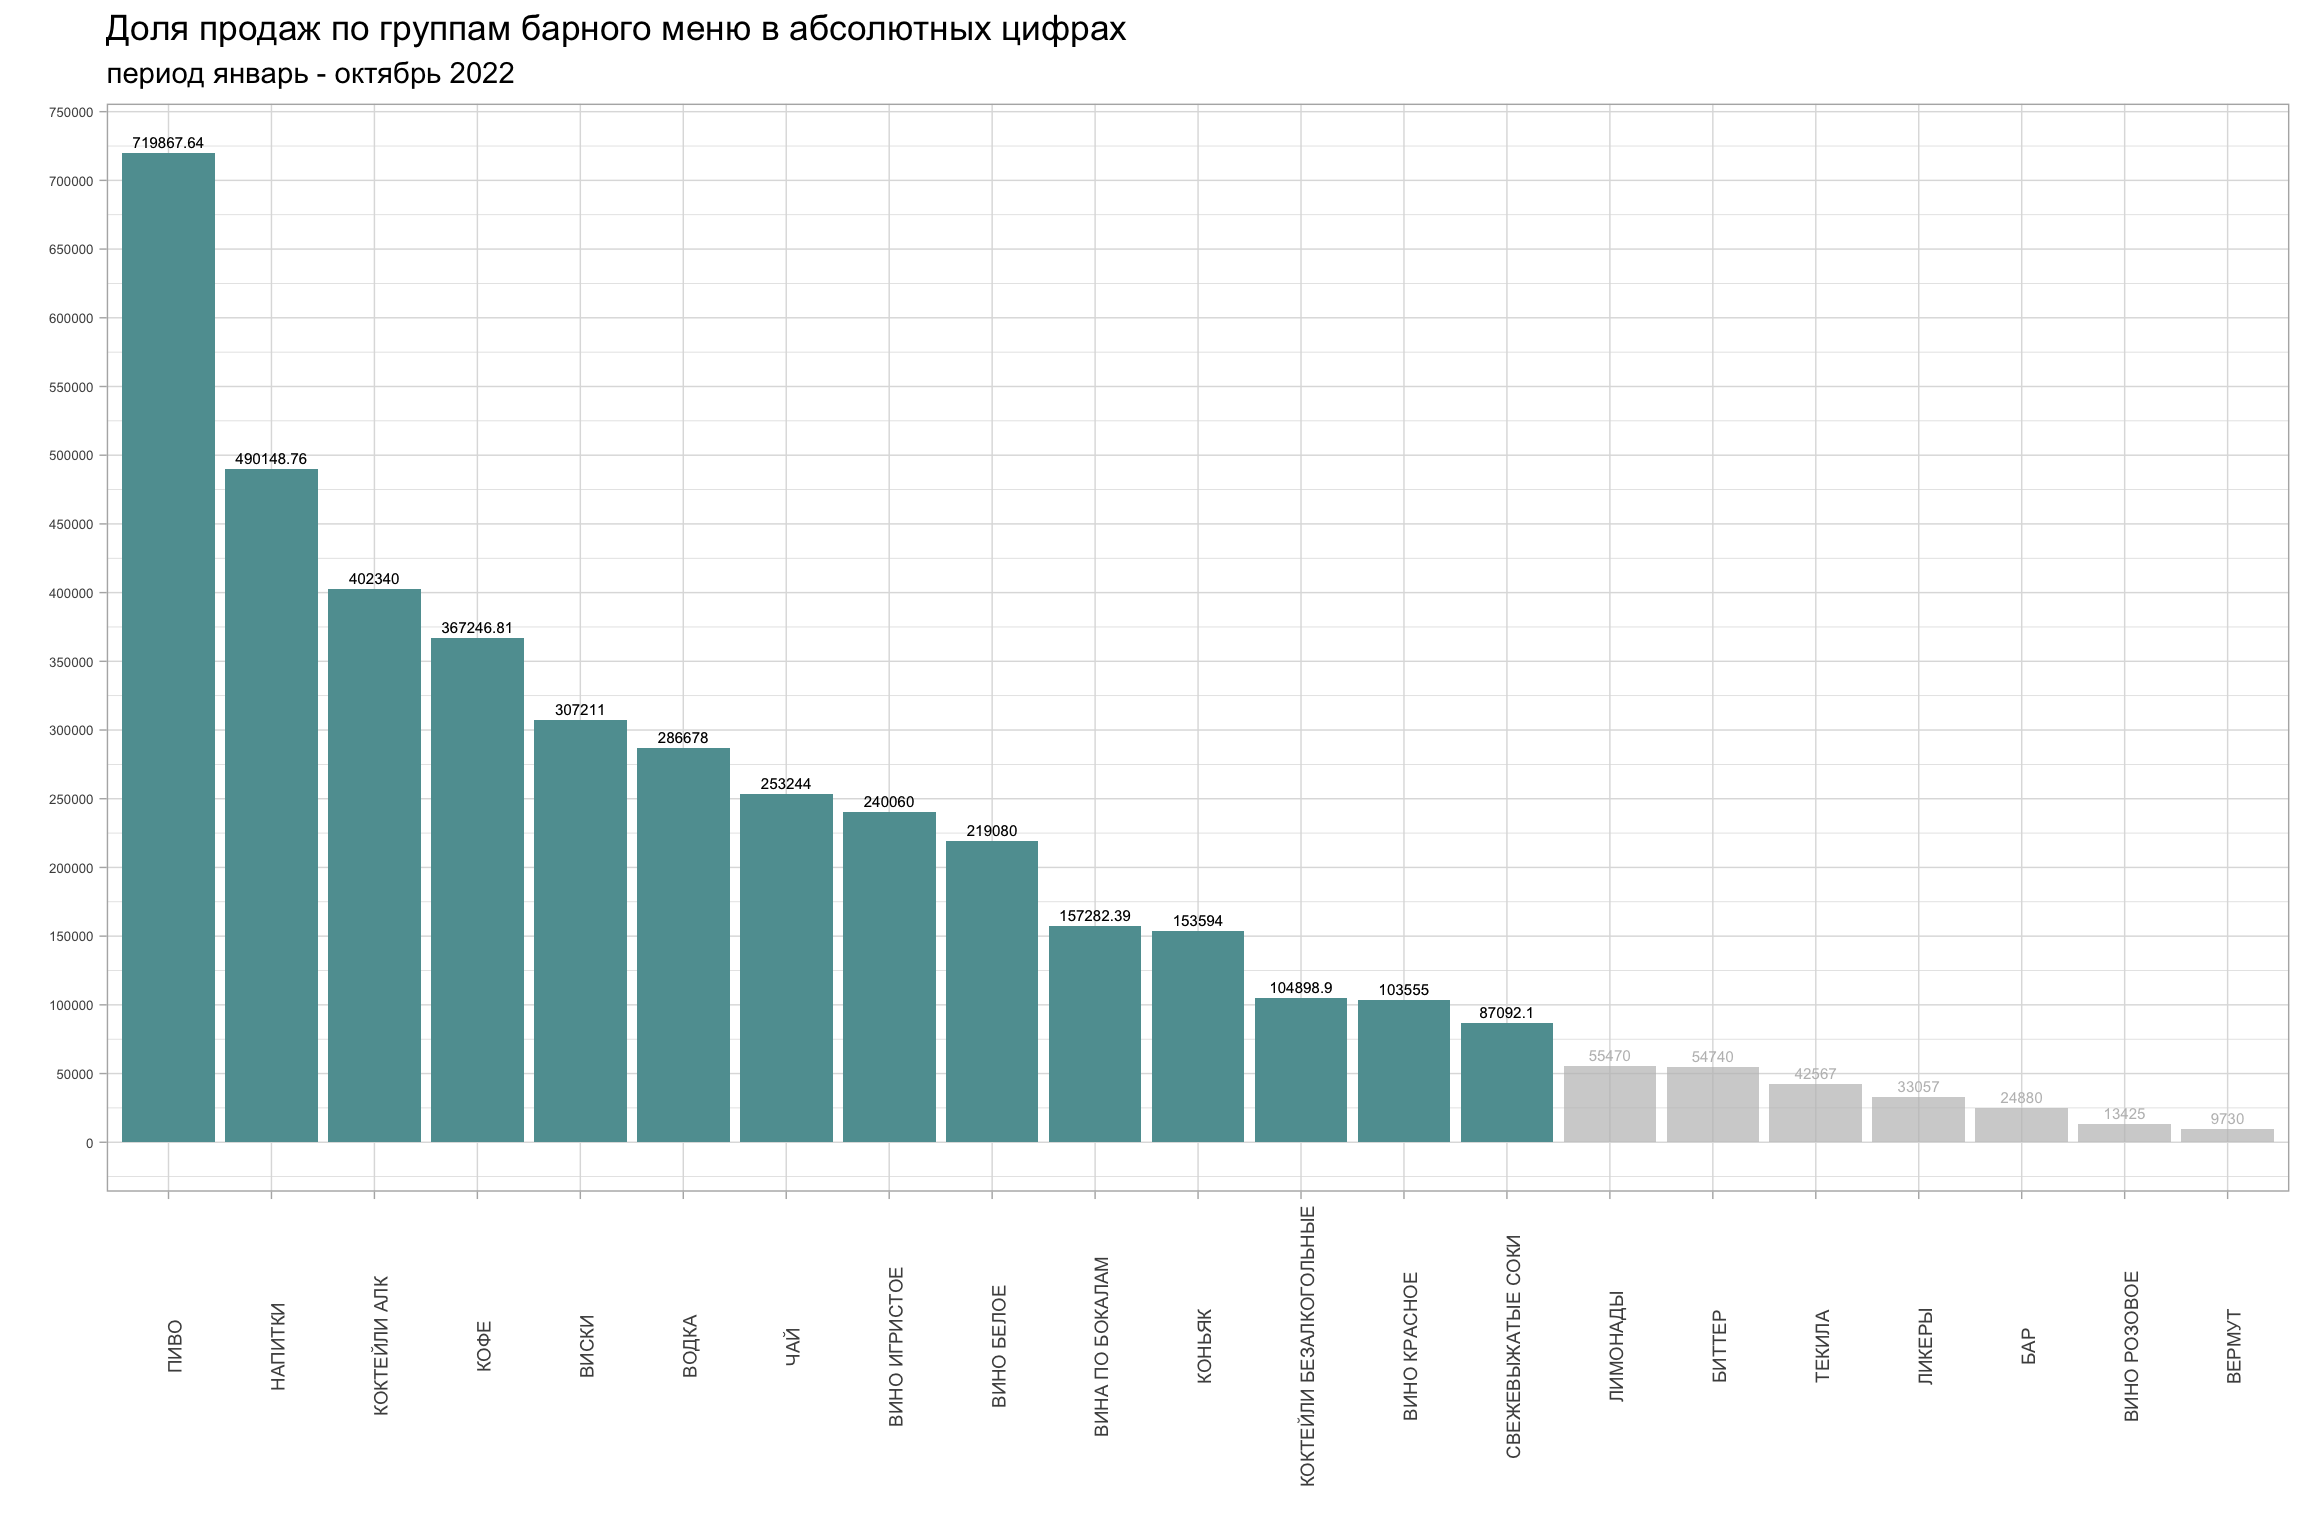 Доля продаж по группам барного меню в абсолютных цифрах
период январь - октябрь 2022
750000
700000
650000
600000
550000
500000
450000
400000
350000
300000
250000
200000
150000
100000
50000
0
719867.64
490148.76
402340
367246.81
307211
286678
253244
240060
219080
157282.39
153594
104898.9
103555
87092.1
55470
54740
42567
33057
24880
13425
9730
ПИВО
НАПИТКИ
КОКТЕЙЛИ АЛК
КОФЕ
ВИСКИ
ВОДКА
ЧАЙ
ВИНО ИГРИСТОЕ
ВИНО БЕЛОЕ
ВИНА ПО БОКАЛАМ
КОНЬЯК
КОКТЕЙЛИ БЕЗАЛКОГОЛЬНЫЕ
ВИНО КРАСНОЕ
СВЕЖЕВЫЖАТЫЕ СОКИ
ЛИМОНАДЫ
БИТТЕР
ТЕКИЛА
ЛИКЕРЫ
БАР
ВИНО РОЗОВОЕ
ВЕРМУТ